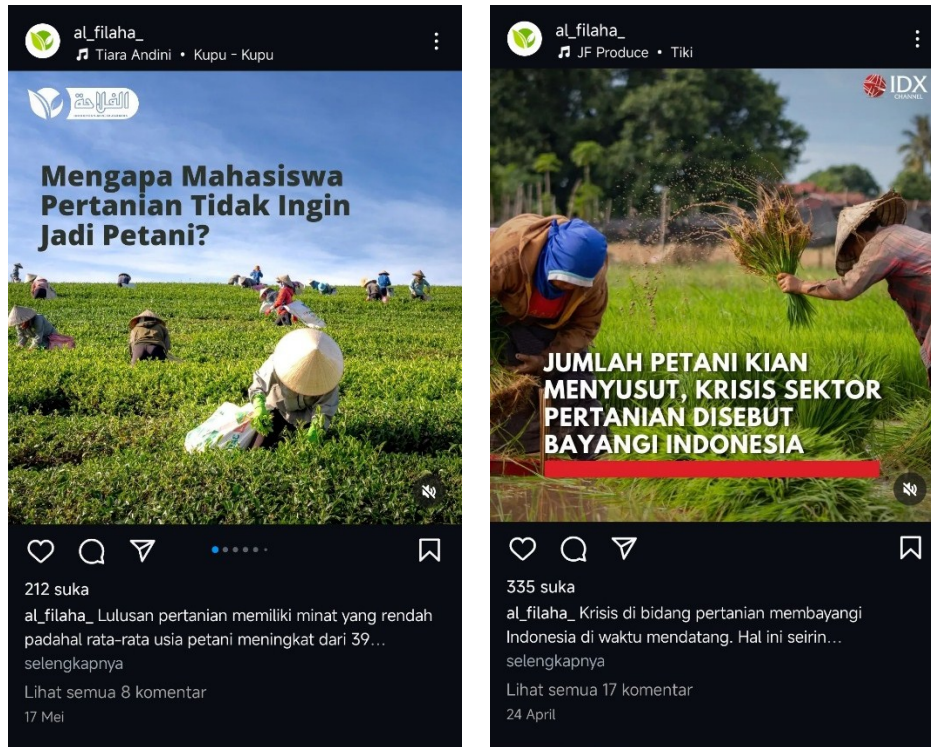 al_filaha_
Tiara Andini • Kupu - Kupu
الفلاحة
Mengapa Mahasiswa
Pertanian Tidak Ingin
Jadi Petani?
212 suka
al_filaha_ Lulusan pertanian memiliki minat yang rendah
padahal rata-rata usia petani meningkat dari 39...
selengkapnya
Lihat semua 8 komentar
17 Mei
al_filaha_
JF Produce • Tiki
IDX
CHANNEL
JUMLAH PETANI KIAN
MENYUSUT, KRISIS SEKTOR
PERTANIAN DISEBUT
BAYANGI INDONESIA
335 suka
al_filaha_ Krisis di bidang pertanian membayangi
Indonesia di waktu mendatang. Hal ini seirin...
selengkapnya
Lihat semua 17 komentar
24 April